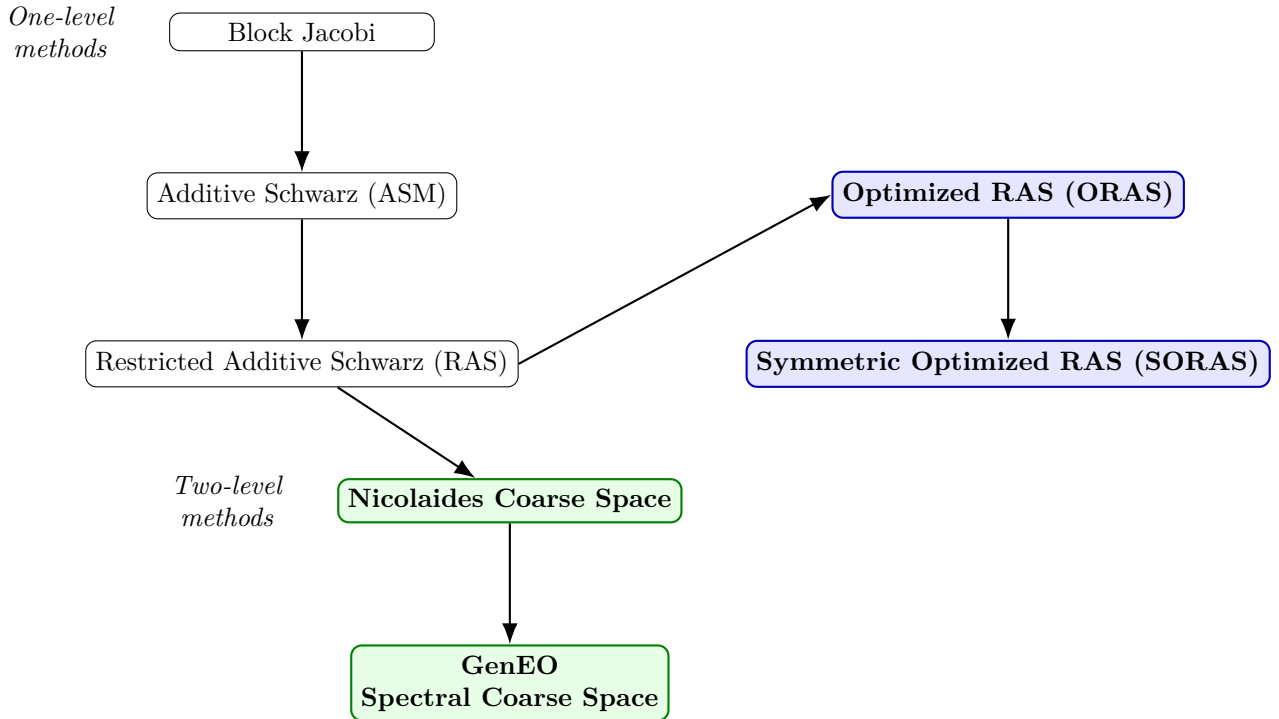 One-level
methods
Block Jacobi
Additive Schwarz (ASM)
Optimized RAS (ORAS)
Restricted Additive Schwarz (RAS)
Symmetric Optimized RAS (SORAS)
Two-level
methods
Nicolaides Coarse Space
GenEO
Spectral Coarse Space